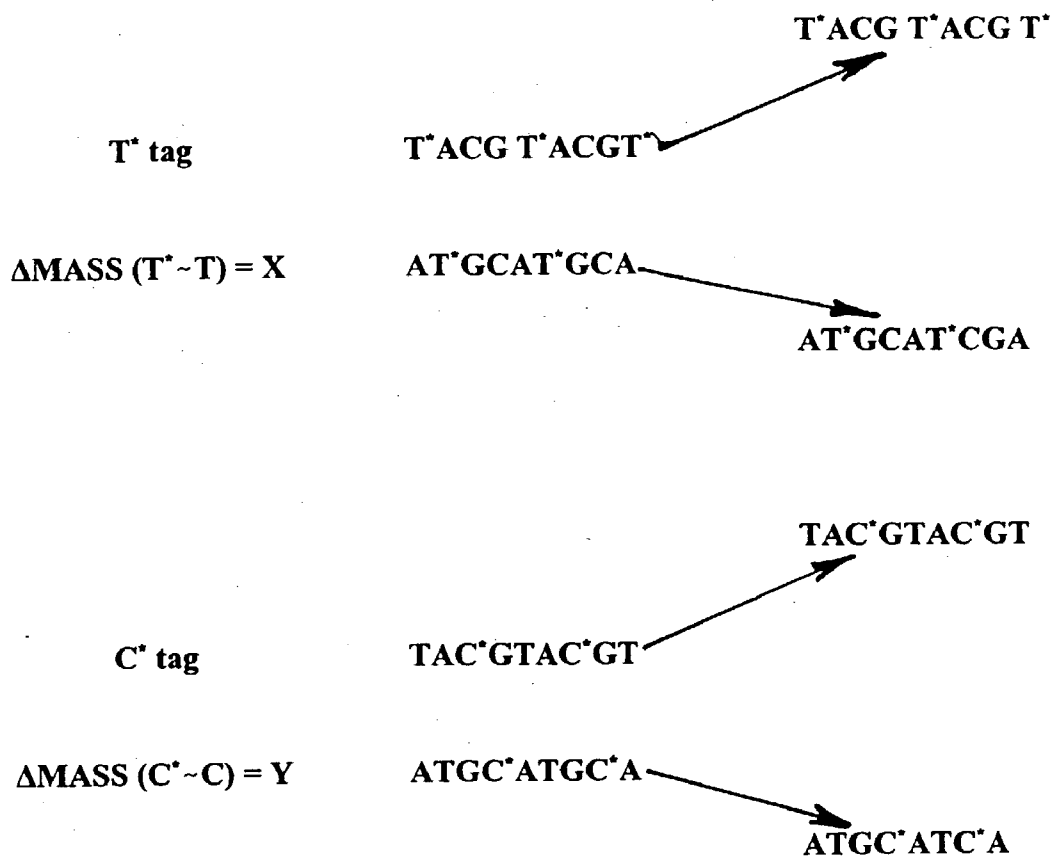 T*ACG T*ACG T*
T* tag
T*ACG T*ACGT*
ΔMASS (T*~T) = X
AT*GCAT*GCA
AT*GCAT*CGA
TAC*GTAC*GT
C* tag
TAC*GTAC*GT
ΔMASS (C*~C) = Y
ATGC*ATGC*A
ATGC*ATC*A